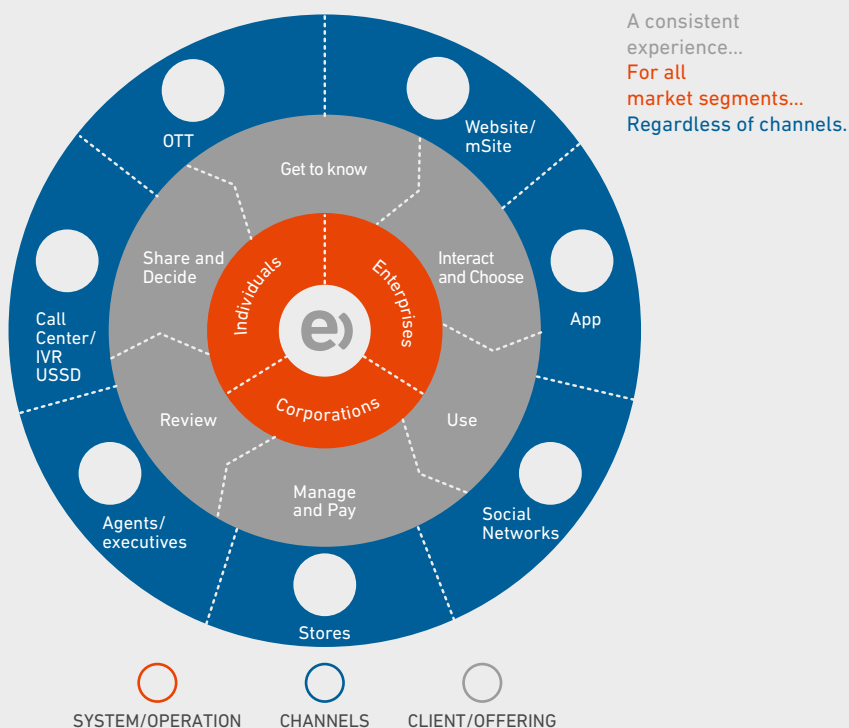 A consistent
experience...
For all
market segments...
Regardless of channels.
OTT
Website/
mSite
Get to know
Share and
Decide
Individuals
Enterprises
Interact
and Choose
e)
App
Call
Center/
IVR
USSD
Corporations
Review
Use
Manage
and Pay
Agents/
executives
Social
Networks
Stores
SYSTEM/OPERATION
CHANNELS
CLIENT/OFFERING